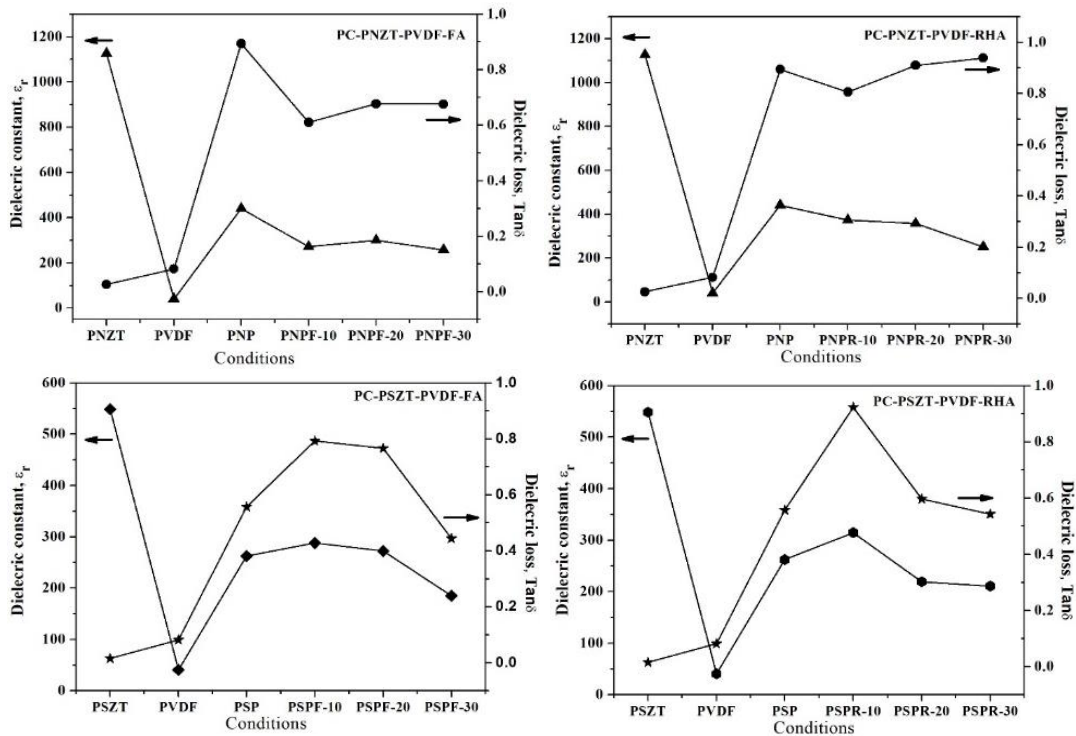 PC-PNZT-PVDF-FA
Dielecric constant, εr
1200
1000
800
600
400
200
0
1.0
0.8
0.6
0.4
0.2
0.0
Dielecric loss, Tanδ
PNZT PVDF PNP PNPF-10 PNPF-20 PNPF-30
Conditions
PC-PNZT-PVDF-RHA
Dielecric constant, εr
1200
1000
800
600
400
200
0
1.0
0.8
0.6
0.4
0.2
0.0
Dielecric loss, Tanδ
PNZT PVDF PNP PNPR-10 PNPR-20 PNPR-30
Conditions
PC-PSZT-PVDF-FA
Dielecric constant, εr
600
500
400
300
200
100
0
1.0
0.8
0.6
0.4
0.2
0.0
Dielecric loss, Tanδ
PSZT PVDF PSP PSPF-10 PSPF-20 PSPF-30
Conditions
PC-PSZT-PVDF-RHA
Dielecric constant, εr
600
500
400
300
200
100
0
1.0
0.8
0.6
0.4
0.2
0.0
Dielecric loss, Tanδ
PSZT PVDF PSP PSPR-10 PSPR-20 PSPR-30
Conditions